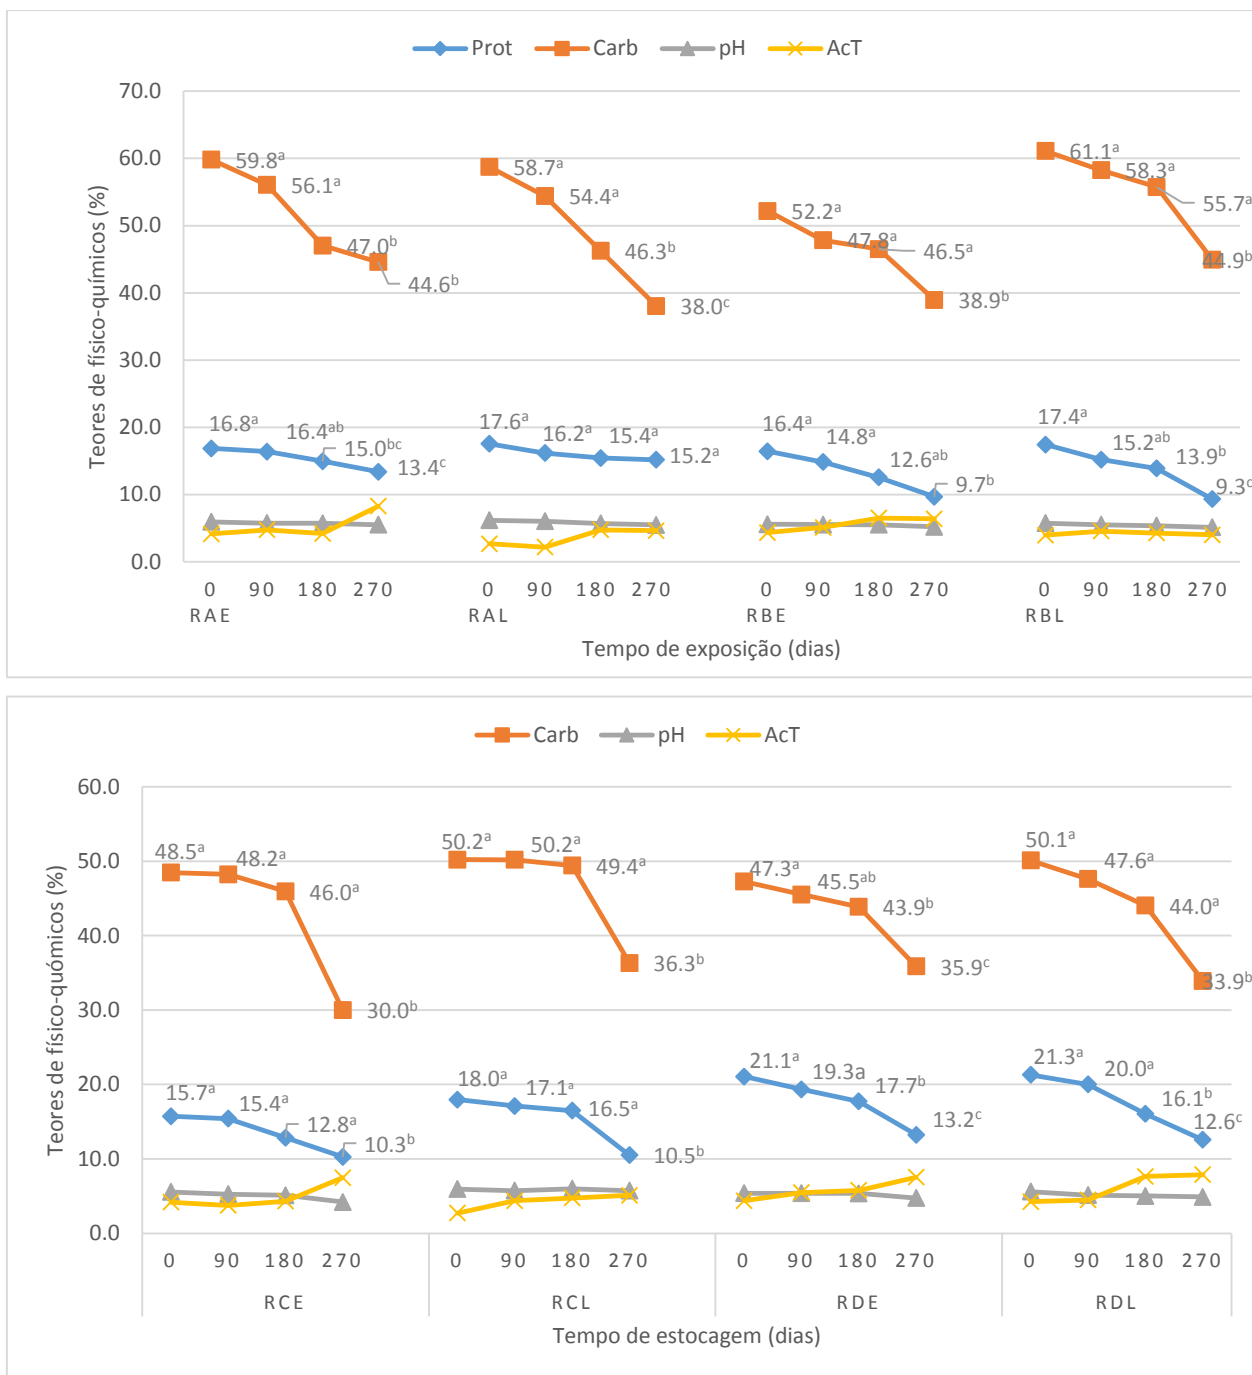 Prot Carb pH AcT
Teores de físico-químicos (%)
70.0
60.0
50.0
40.0
30.0
20.0
10.0
0.0
59.8ᵃ 56.1ᵃ 47.0ᵇ 44.6ᵇ
58.7ᵃ 54.4ᵃ 46.3ᵇ 38.0ᶜ
52.2ᵃ 47.8ᵃ 46.5ᵃ 38.9ᵇ
61.1ᵃ 58.3ᵃ 55.7ᵃ 44.9ᵇ
16.8ᵃ 16.4ᵃᵇ 15.0ᵇᶜ 13.4ᶜ
17.6ᵃ 16.2ᵃ 15.4ᵃ 15.2ᵃ
16.4ᵃ 14.8ᵃ 12.6ᵃᵇ 9.7ᵇ
17.4ᵃ 15.2ᵃᵇ 13.9ᵇ 9.3ᶜ
0 90 180 270 0 90 180 270 0 90 180 270 0 90 180 270
RAE RAL RBE RBL
Tempo de exposição (dias)
Carb pH AcT
Teores de físico-quómicos (%)
60.0
50.0
40.0
30.0
20.0
10.0
0.0
48.5ᵃ 48.2ᵃ 46.0ᵃ 30.0ᵇ
50.2ᵃ 50.2ᵃ 49.4ᵃ 36.3ᵇ
47.3ᵃ 45.5ᵃᵇ 43.9ᵇ 35.9ᶜ
50.1ᵃ 47.6ᵃ 44.0ᵃ 33.9ᵇ
15.7ᵃ 15.4ᵃ 12.8ᵃ 10.3ᵇ
18.0ᵃ 17.1ᵃ 16.5ᵃ 10.5ᵇ
21.1ᵃ 19.3a 17.7ᵇ 13.2ᶜ
21.3ᵃ 20.0ᵃ 16.1ᵇ 12.6ᶜ
0 90 180 270 0 90 180 270 0 90 180 270 0 90 180 270
RCE RCL RDE RDL
Tempo de estocagem (dias)